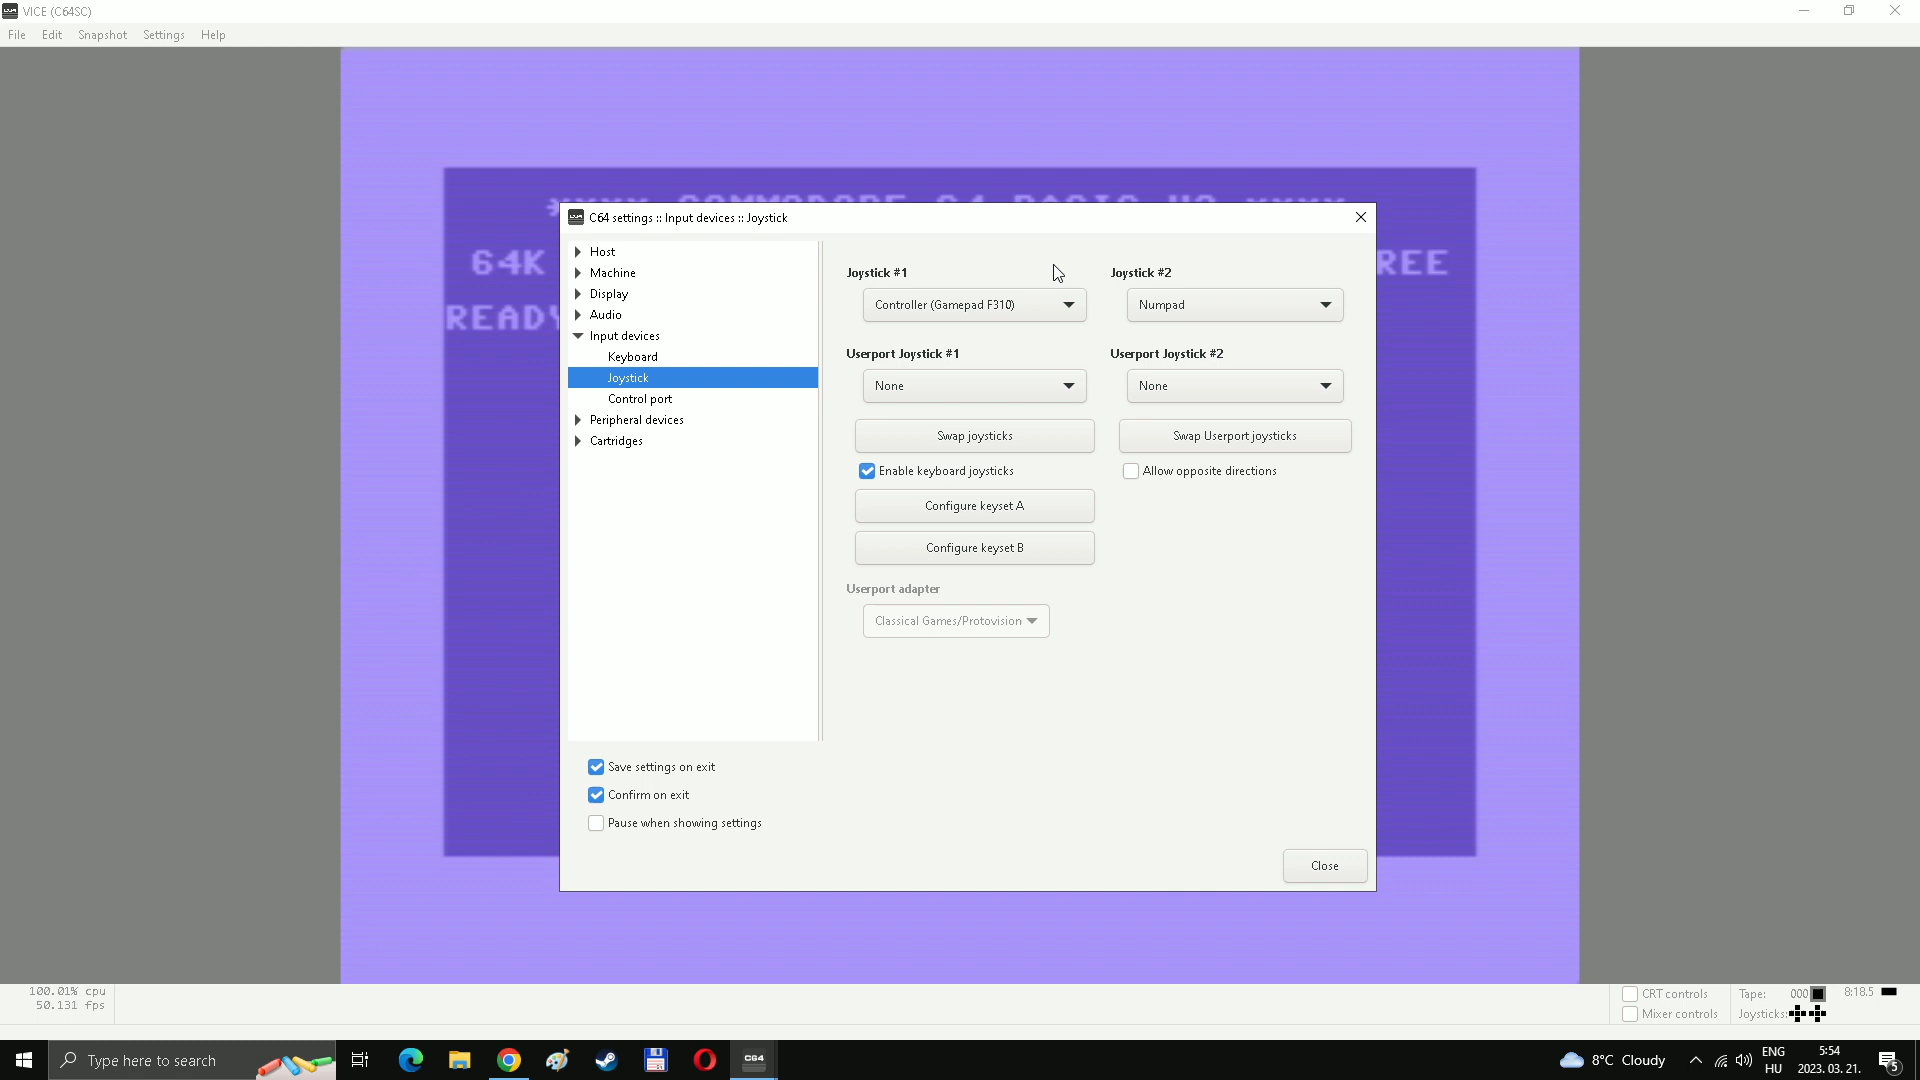 VICE (C64SC)
File Edit Snapshot Settings Help
64K
REE
READY
C64 settings :: Input devices :: Joystick
Host
Machine
Display
Audio
Input devices
Keyboard
Joystick
Control port
Peripheral devices
Cartridges
Joystick #1
Joystick #2
Controller (Gamepad F310)
Numpad
Userport Joystick #1
Userport Joystick #2
None
None
Swap joysticks
Swap Userport joysticks
Enable keyboard joysticks
Allow opposite directions
Configure keyset A
Configure keyset B
Userport adapter
Classical Games/Protovision
Save settings on exit
Confirm on exit
Pause when showing settings
Close
100.01% cpu
50.131 fps
CRT controls
Mixer controls
Tape: 000
8:18.5
Joysticks:
Type here to search
C64
8°C Cloudy
ENG
HU
5:54
2023. 03. 21.
5